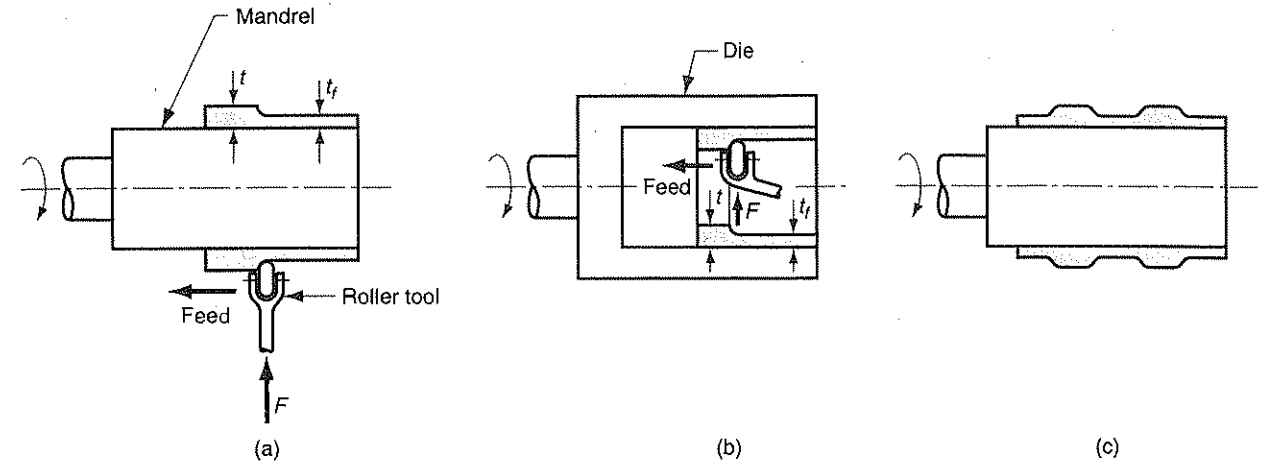 Mandrel
t
t_f
Feed
Roller tool
F
(a)
Die
Feed
t
F
t_f
(b)
(c)